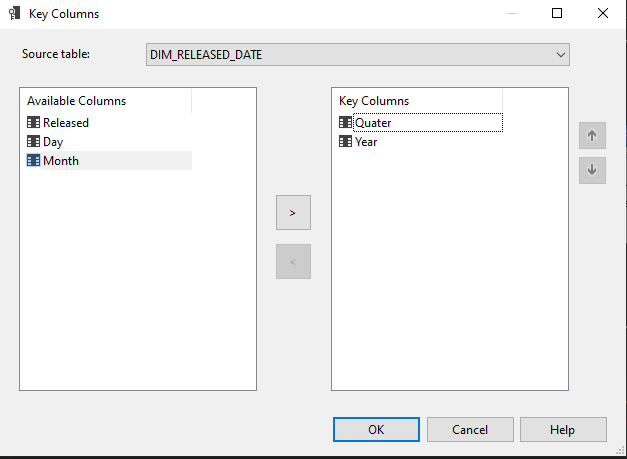 Key Columns
Source table:
DIM_RELEASED_DATE
Available Columns
Released
Day
Month
>
<
Key Columns
Quater
Year
OK
Cancel
Help